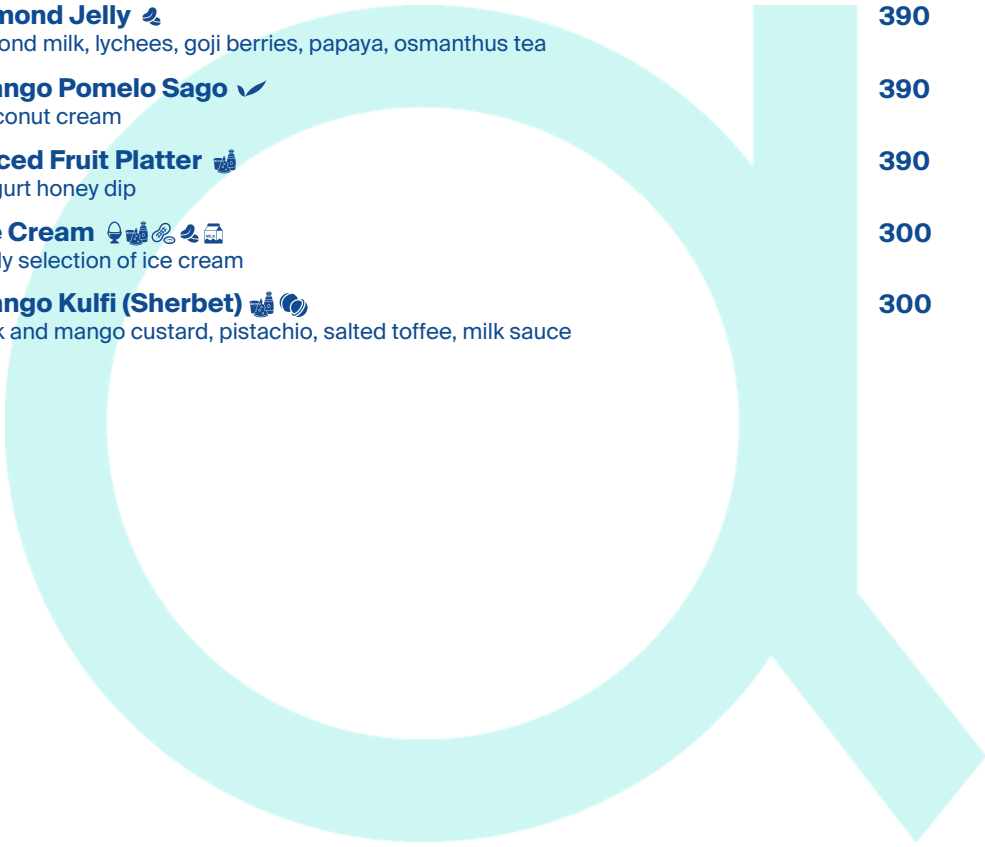 mond Jelly 390
ond milk, lychees, goji berries, papaya, osmanthus tea
ngo Pomelo Sago 390
conut cream
ced Fruit Platter 390
gurt honey dip
e Cream 300
ly selection of ice cream
ngo Kulfi (Sherbet) 300
k and mango custard, pistachio, salted toffee, milk sauce